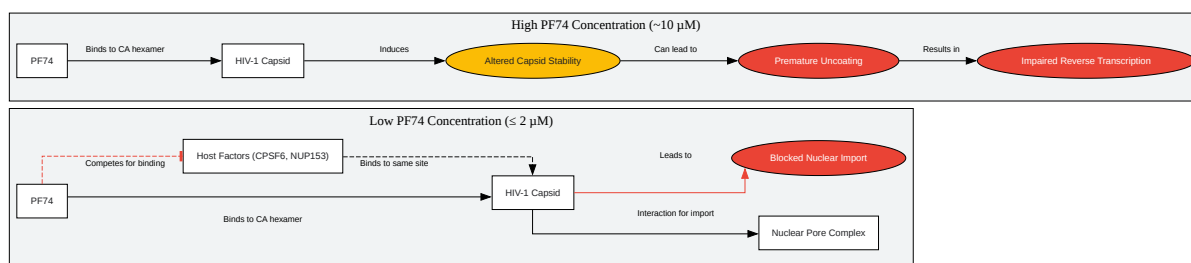 High PF74 Concentration (~10 µM)
PF74
Binds to CA hexamer
HIV-1 Capsid
Induces
Altered Capsid Stability
Can lead to
Premature Uncoating
Results in
Impaired Reverse Transcription
Low PF74 Concentration (≤ 2 µM)
Competes for binding
Host Factors (CPSF6, NUP153)
Binds to same site
Leads to
Blocked Nuclear Import
PF74
Binds to CA hexamer
HIV-1 Capsid
Interaction for import
Nuclear Pore Complex